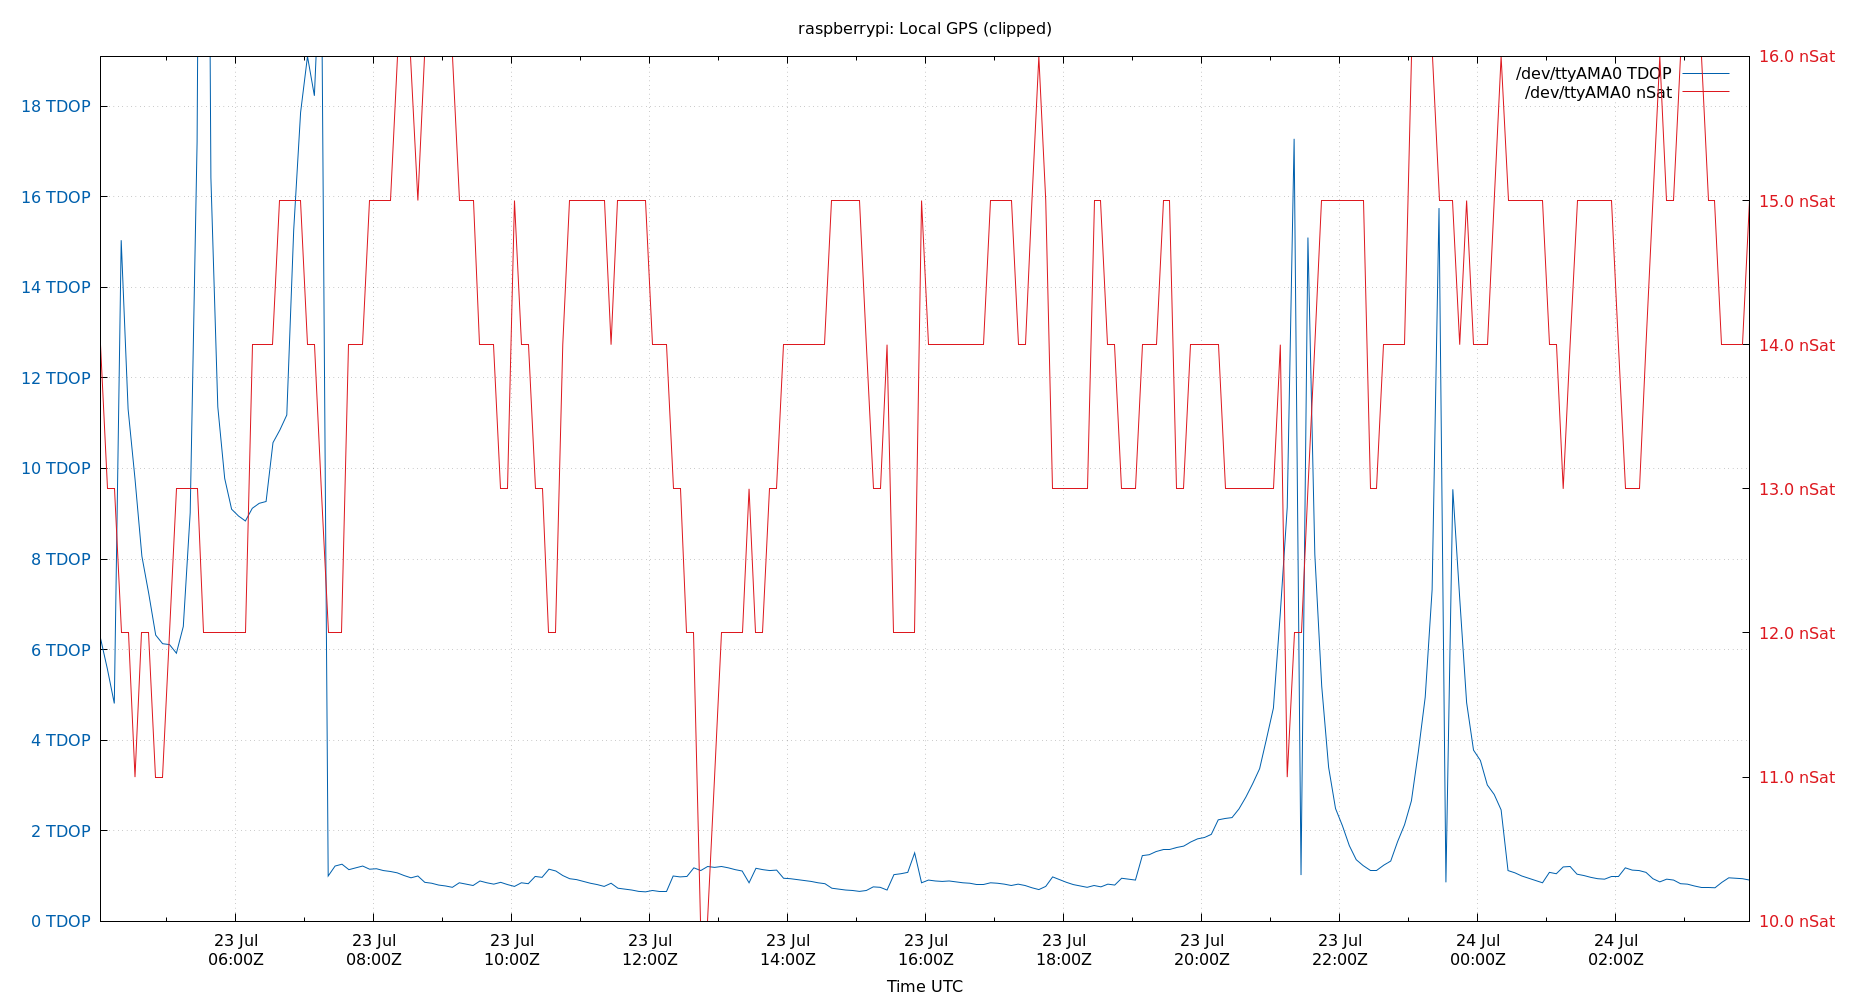 raspberrypi: Local GPS (clipped)
/dev/ttyAMA0 TDOP
/dev/ttyAMA0 nSat
18 TDOP
16 TDOP
14 TDOP
12 TDOP
10 TDOP
8 TDOP
6 TDOP
4 TDOP
2 TDOP
0 TDOP
16.0 nSat
15.0 nSat
14.0 nSat
13.0 nSat
12.0 nSat
11.0 nSat
10.0 nSat
23 Jul 23 Jul 23 Jul 23 Jul 23 Jul 23 Jul 23 Jul 23 Jul 23 Jul 24 Jul 24 Jul
06:00Z 08:00Z 10:00Z 12:00Z 14:00Z 16:00Z 18:00Z 20:00Z 22:00Z 00:00Z 02:00Z
Time UTC